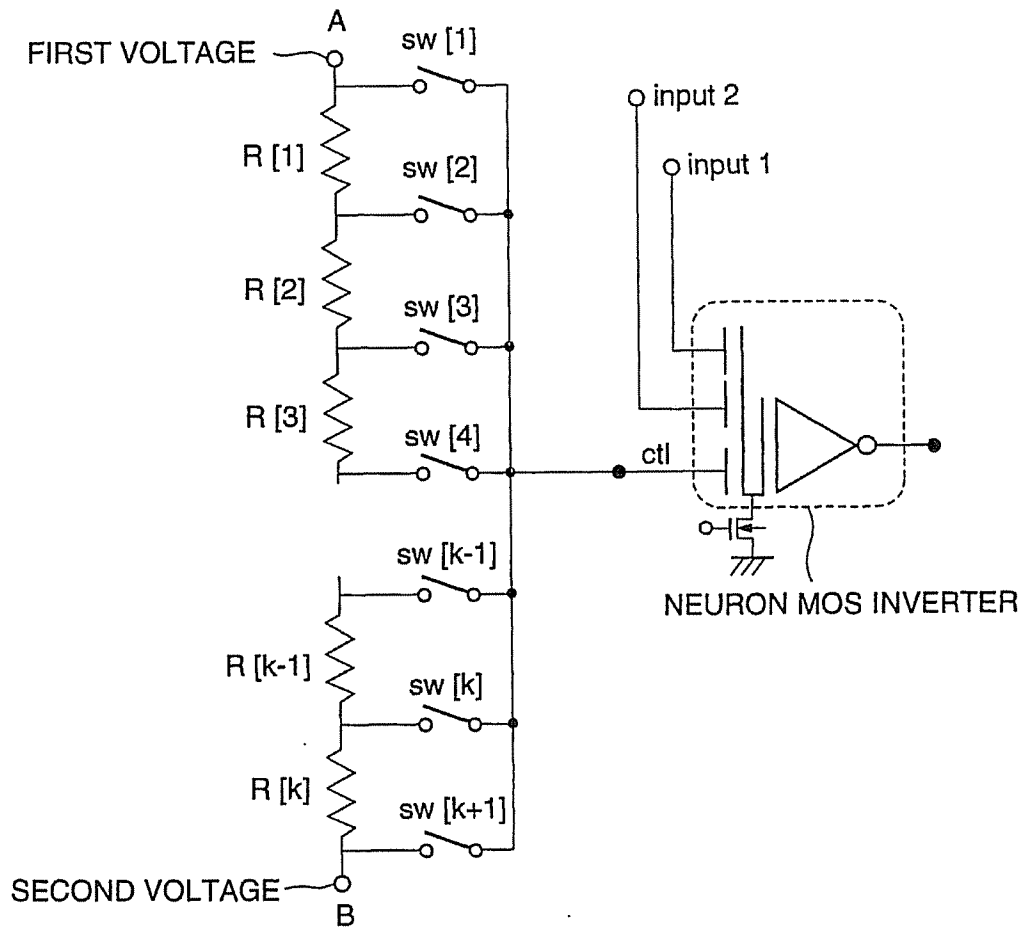 A
FIRST VOLTAGE
sw [1]
input 2
R [1]
sw [2]
input 1
R [2]
sw [3]
R [3]
sw [4]
ctl
sw [k-1]
NEURON MOS INVERTER
R [k-1]
sw [k]
R [k]
sw [k+1]
SECOND VOLTAGE
B